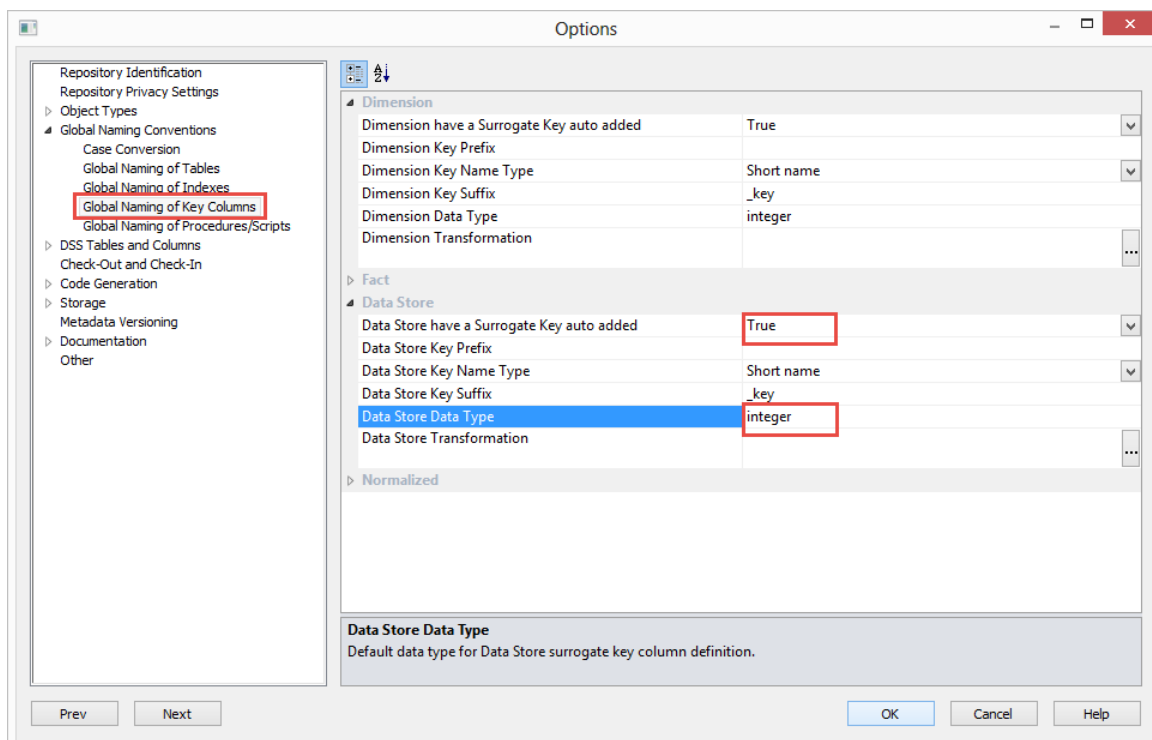 Options
Repository Identification
Repository Privacy Settings
Object Types
Global Naming Conventions
Case Conversion
Global Naming of Tables
Global Naming of Indexes
Global Naming of Key Columns
Global Naming of Procedures/Scripts
DSS Tables and Columns
Check-Out and Check-In
Code Generation
Storage
Metadata Versioning
Documentation
Other
Dimension
Dimension have a Surrogate Key auto added True
Dimension Key Prefix
Dimension Key Name Type Short name
Dimension Key Suffix _key
Dimension Data Type integer
Dimension Transformation ...
Fact
Data Store
Data Store have a Surrogate Key auto added True
Data Store Key Prefix
Data Store Key Name Type Short name
Data Store Key Suffix _key
Data Store Data Type integer
Data Store Transformation ...
Normalized
Data Store Data Type
Default data type for Data Store surrogate key column definition.
Prev Next OK Cancel Help